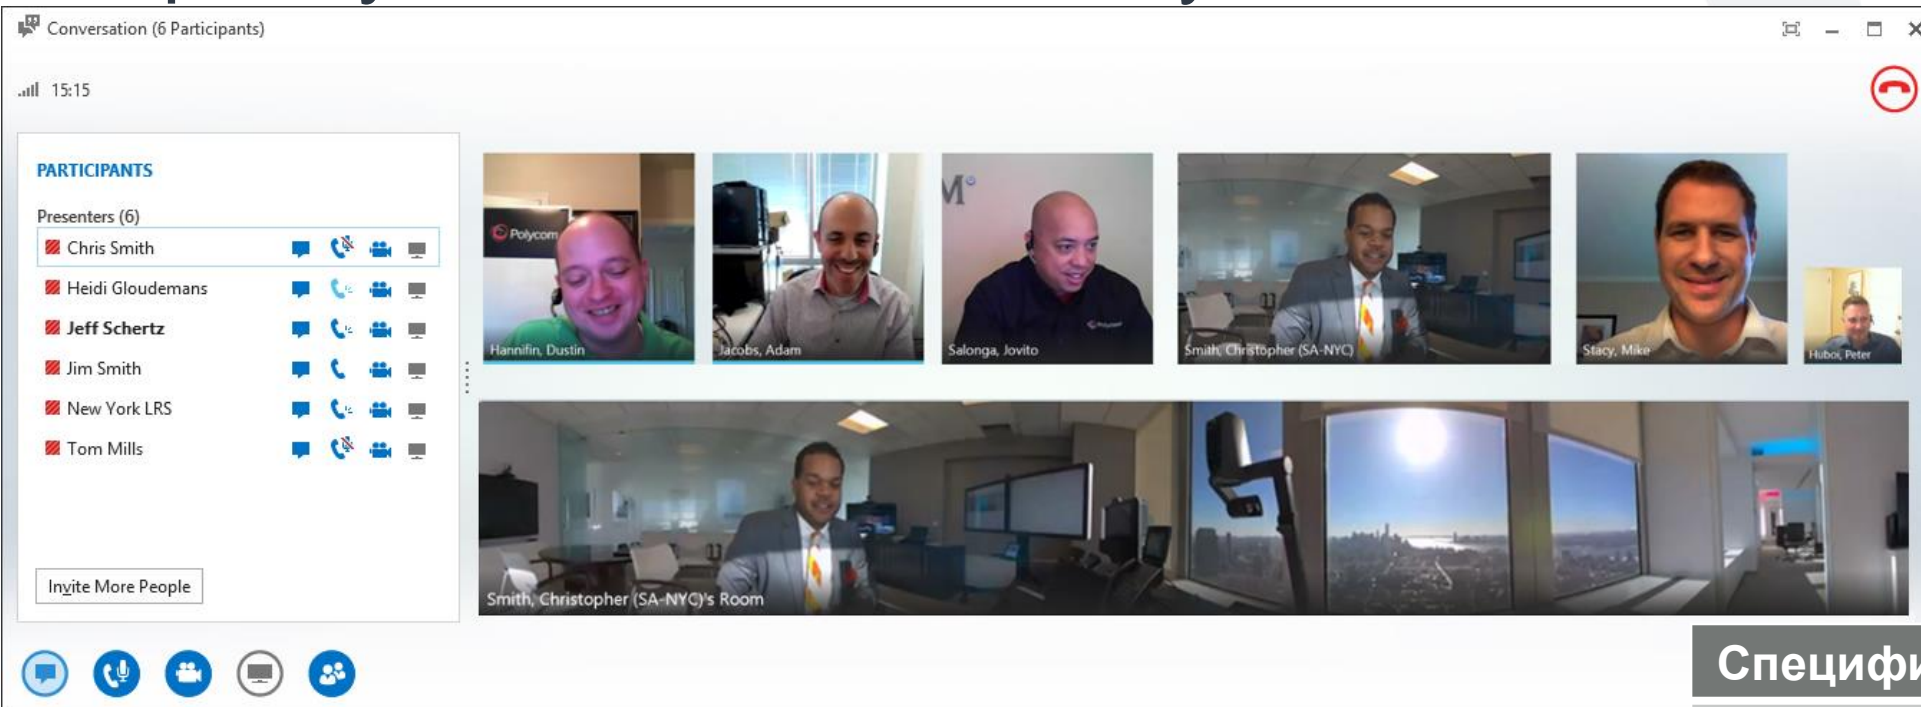 Conversation (6 Participants)
15:15
PARTICIPANTS
Presenters (6)
Chris Smith
Heidi Gloudemans
Jeff Schertz
Jim Smith
New York LRS
Tom Mills
Invite More People
Polycom
M
Polycom
Hannifin, Dustin
Jacobs, Adam
Salonga, Jovito
Smith, Christopher (SA-NYC)
Stacy, Mike
Huboi, Peter
Smith, Christopher (SA-NYC)'s Room
Специфи